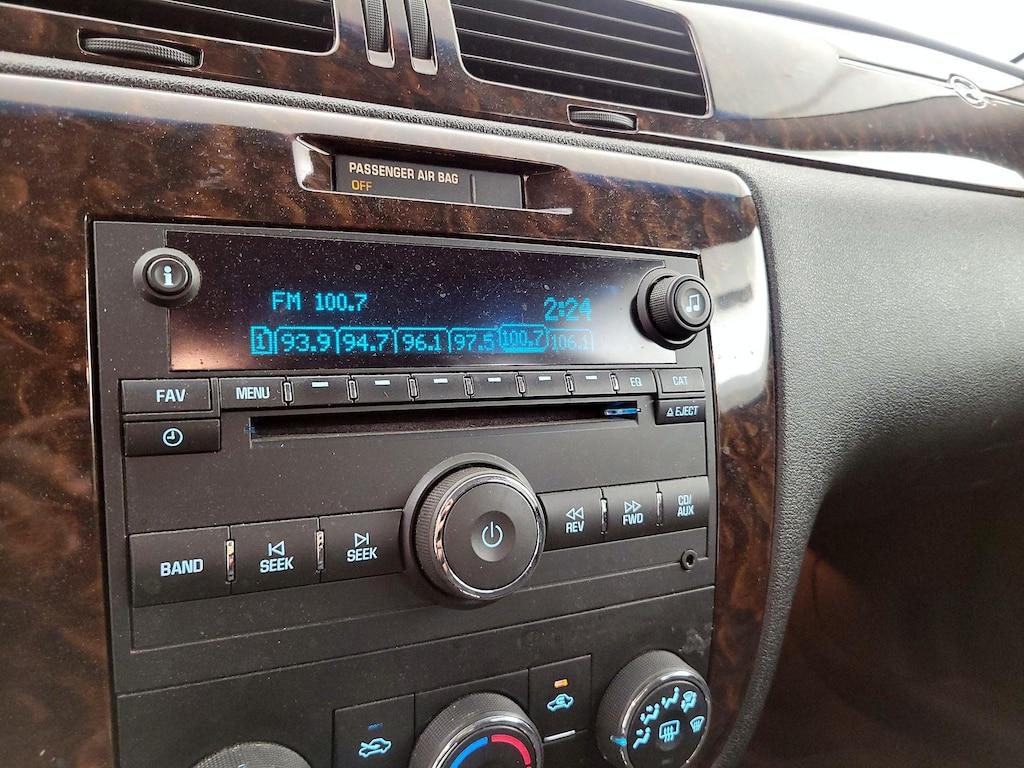 PASSENGER AIR BAG
OFF
i
FM 100.7
2:24
1 93.9 94.7 96.1 97.5 100.7 106.1
FAV
MENU
EQ
CAT
EJECT
BAND
SEEK
SEEK
REV
FWD
CD/
AUX